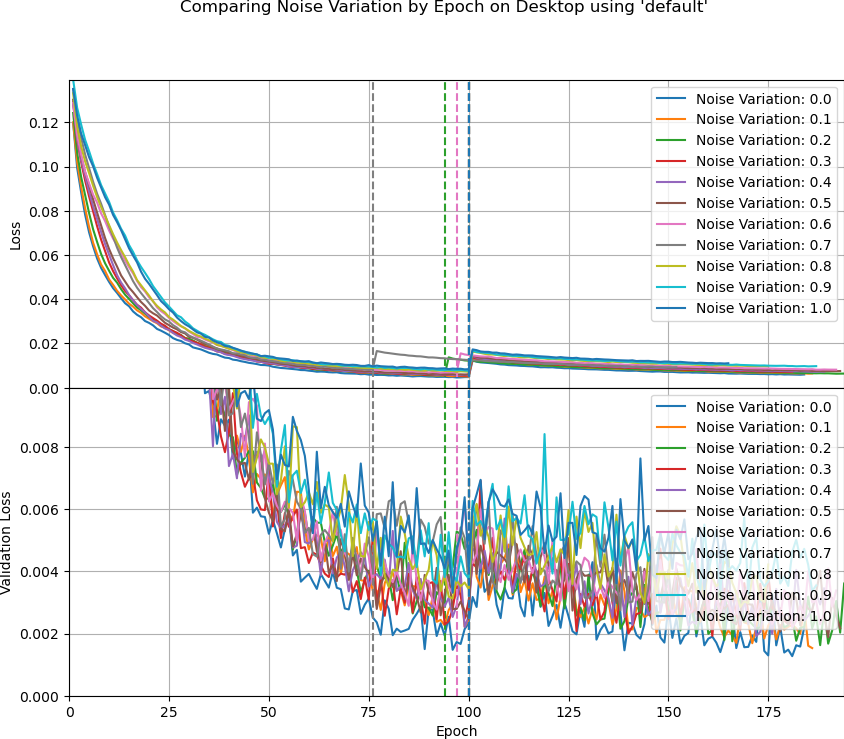 Comparing Noise Variation by Epoch on Desktop using 'default'
Loss
0.12
0.10
0.08
0.06
0.04
0.02
0.00
Noise Variation: 0.0
Noise Variation: 0.1
Noise Variation: 0.2
Noise Variation: 0.3
Noise Variation: 0.4
Noise Variation: 0.5
Noise Variation: 0.6
Noise Variation: 0.7
Noise Variation: 0.8
Noise Variation: 0.9
Noise Variation: 1.0
Validation Loss
0.008
0.006
0.004
0.002
0.000
Noise Variation: 0.0
Noise Variation: 0.1
Noise Variation: 0.2
Noise Variation: 0.3
Noise Variation: 0.4
Noise Variation: 0.5
Noise Variation: 0.6
Noise Variation: 0.7
Noise Variation: 0.8
Noise Variation: 0.9
Noise Variation: 1.0
0 25 50 75 100 125 150 175
Epoch